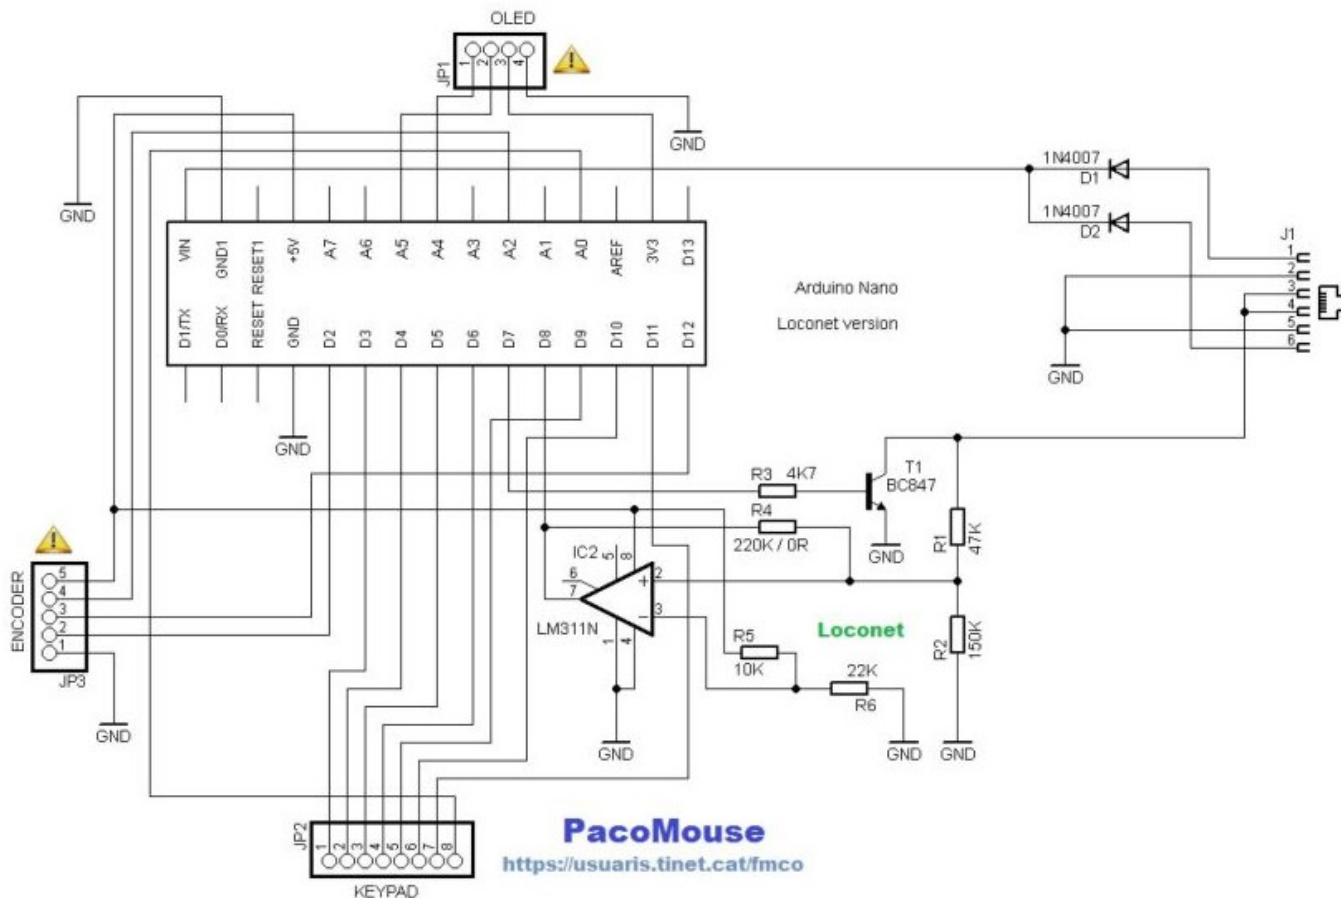 OLED
JP1
1
2
3
4
GND
GND
1N4007
D1
1N4007
D2
J1
1
2
3
4
5
6
VIN
GND1
RESET1
+5V
A7
A6
A5
A4
A3
A2
A1
A0
AREF
3V3
D13
D1/TX
D0/RX
RESET
GND
D2
D3
D4
D5
D6
D7
D8
D9
D10
D11
D12
Arduino Nano
Loconet version
GND
GND
R3 4K7
T1
BC847
R4
220K / 0R
GND
R1
47K
IC2
5
8
6
7
2
+
3
-
1
4
LM311N
Loconet
R5
10K
22K
R6
R2
150K
ENCODER
5
4
3
2
1
JP3
GND
GND
GND
GND
JP2
1
2
3
4
5
6
7
8
KEYPAD
PacoMouse
https://usuaris.tinet.cat/fmco